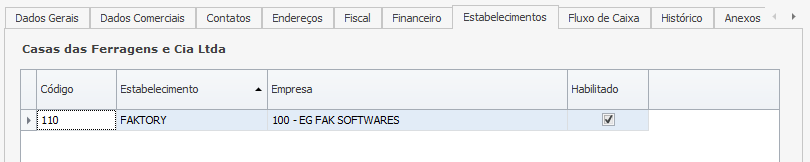 Dados Gerais Dados Comerciais Contatos Endereços Fiscal Financeiro Estabelecimentos Fluxo de Caixa Histórico Anexos
Casas das Ferragens e Cia Ltda
Código Estabelecimento Empresa Habilitado
110 FAKTORY 100 - EG FAK SOFTWARES